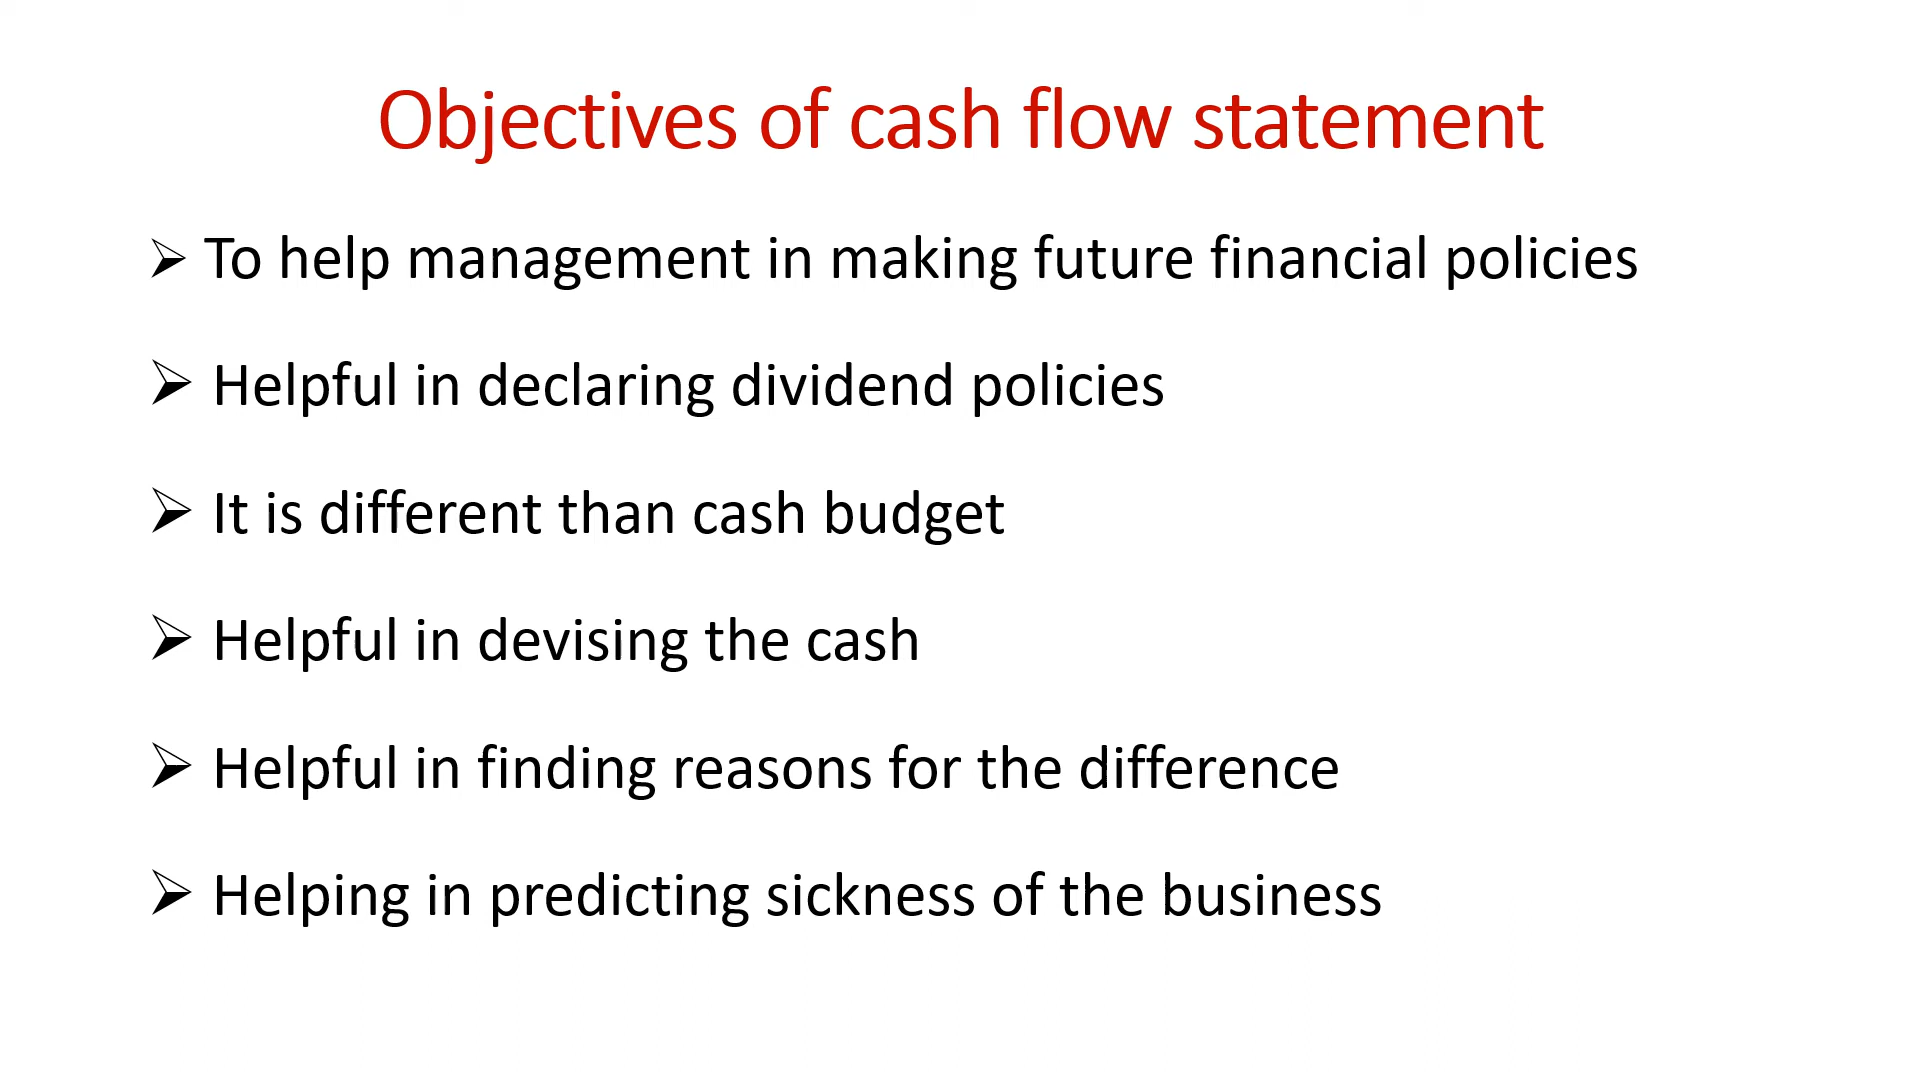 Objectives of cash flow statement
➢ To help management in making future financial policies
➢ Helpful in declaring dividend policies
➢ It is different than cash budget
➢ Helpful in devising the cash
➢ Helpful in finding reasons for the difference
➢ Helping in predicting sickness of the business